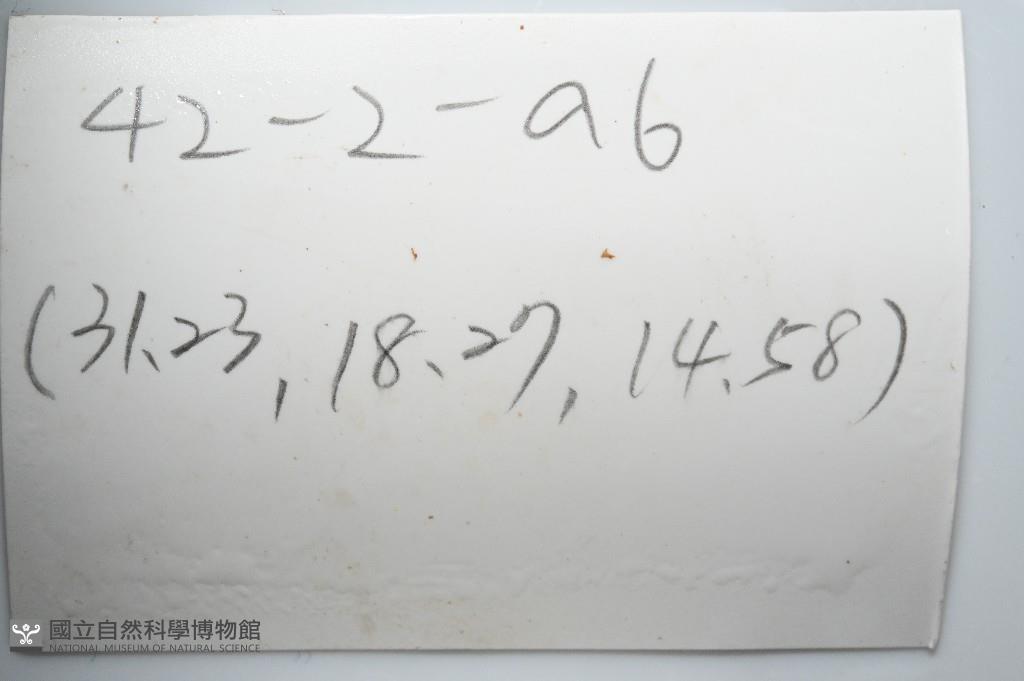 42-2-a6
(31.23, 18.27, 14.58)
國立自然科學博物館
NATIONAL MUSEUM OF NATURAL SCIENCE